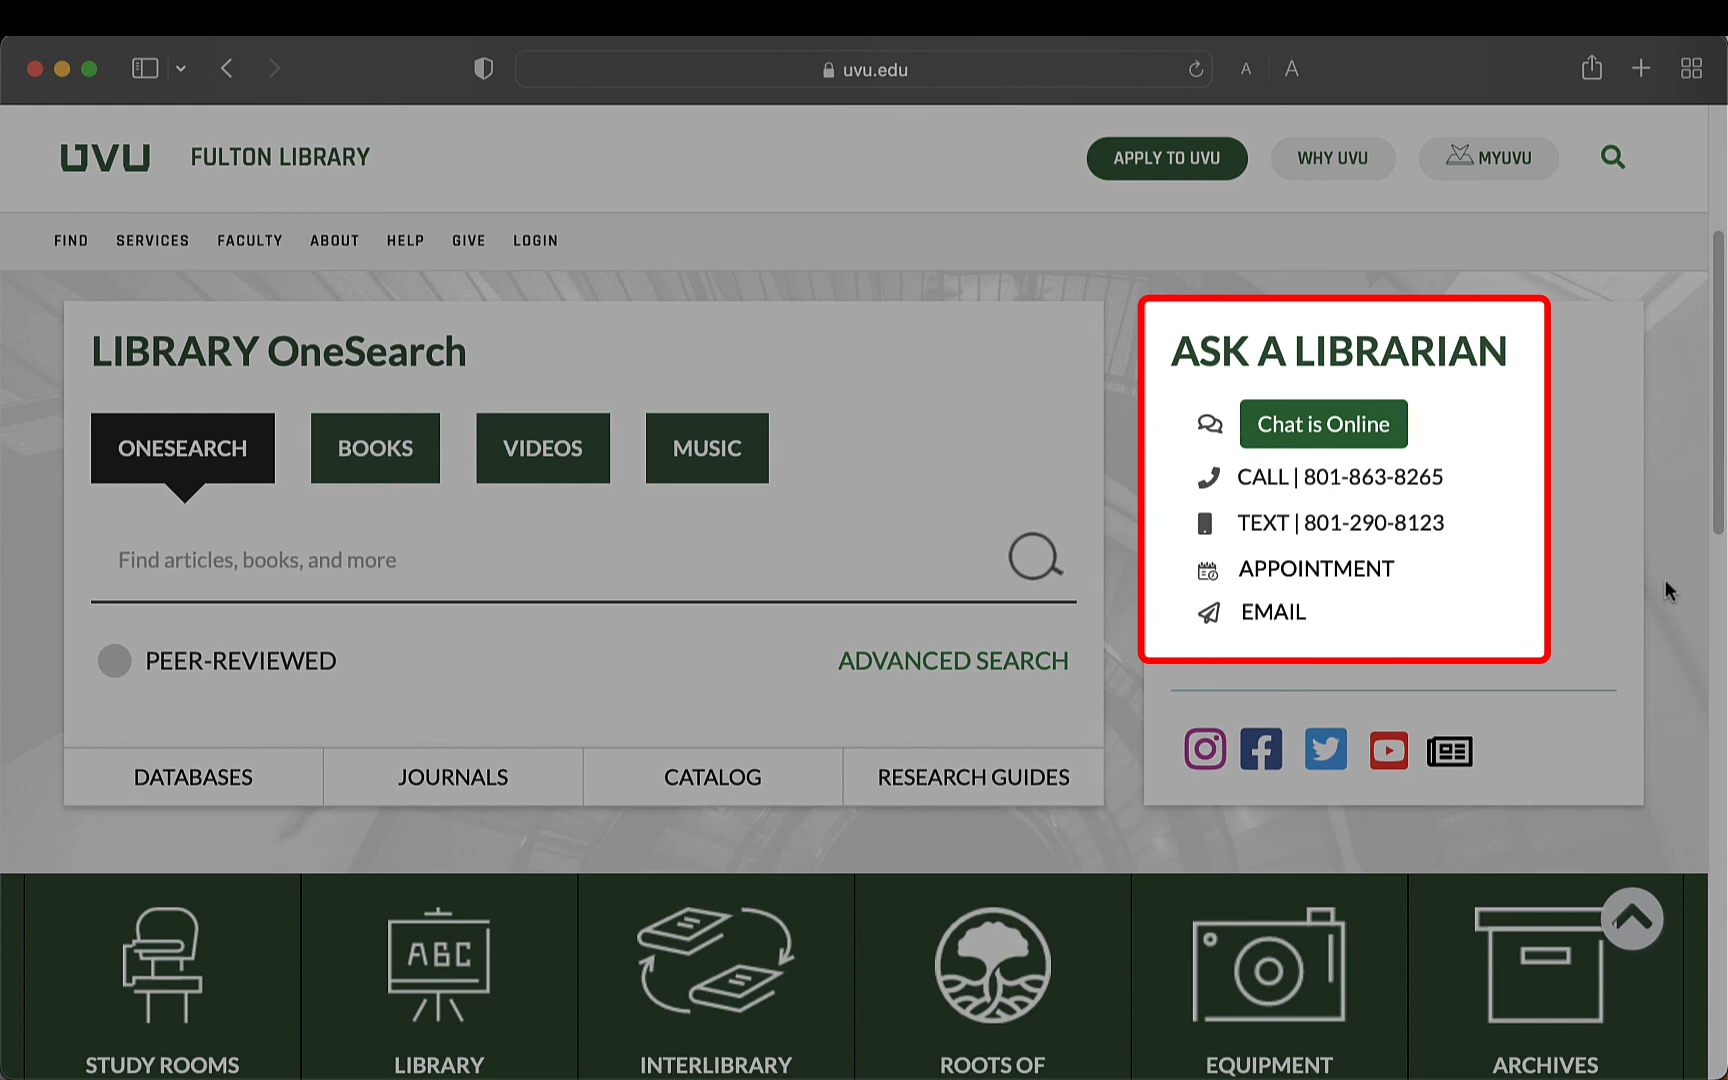 uvu.edu
A A
UVU FULTON LIBRARY
APPLY TO UVU
WHY UVU
MYUVU
FIND SERVICES FACULTY ABOUT HELP GIVE LOGIN
LIBRARY OneSearch
ONESEARCH BOOKS VIDEOS MUSIC
Find articles, books, and more
PEER-REVIEWED
ADVANCED SEARCH
DATABASES JOURNALS CATALOG RESEARCH GUIDES
ASK A LIBRARIAN
Chat is Online
CALL | 801-863-8265
TEXT | 801-290-8123
APPOINTMENT
EMAIL
ABC
STUDY ROOMS LIBRARY INTERLIBRARY ROOTS OF EQUIPMENT ARCHIVES